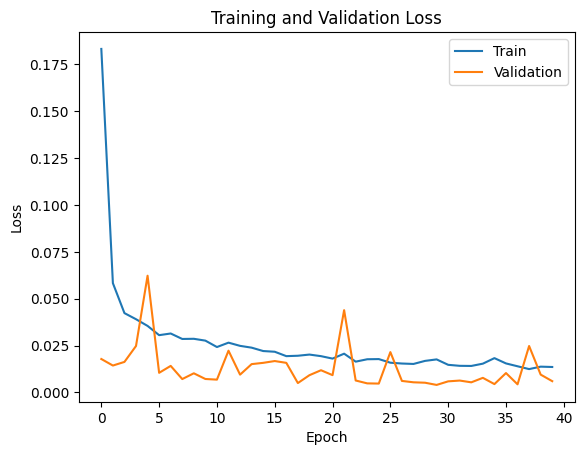 Training and Validation Loss
Train
Validation
Loss
0.175
0.150
0.125
0.100
0.075
0.050
0.025
0.000
0 5 10 15 20 25 30 35 40
Epoch